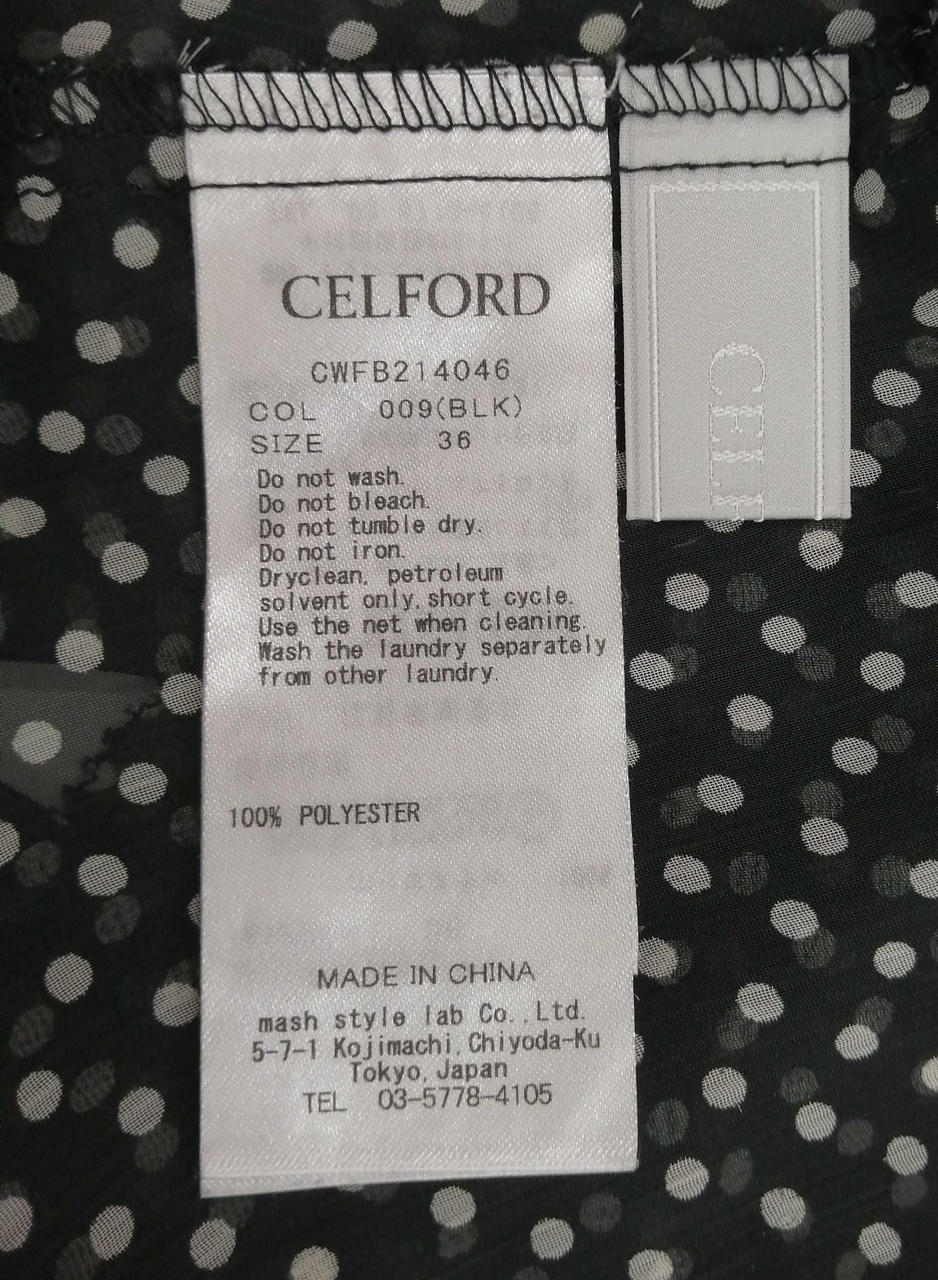 CELFORD
CWFB214046
COL 009(BLK)
SIZE 36
Do not wash.
Do not bleach.
Do not tumble dry.
Do not iron.
Dryclean, petroleum
solvent only, short cycle.
Use the net when cleaning.
Wash the laundry separately
from other laundry.
100% POLYESTER
MADE IN CHINA
mash style lab Co.,Ltd.
5-7-1 Kojimachi, Chiyoda-Ku
Tokyo, Japan
TEL 03-5778-4105
CELF